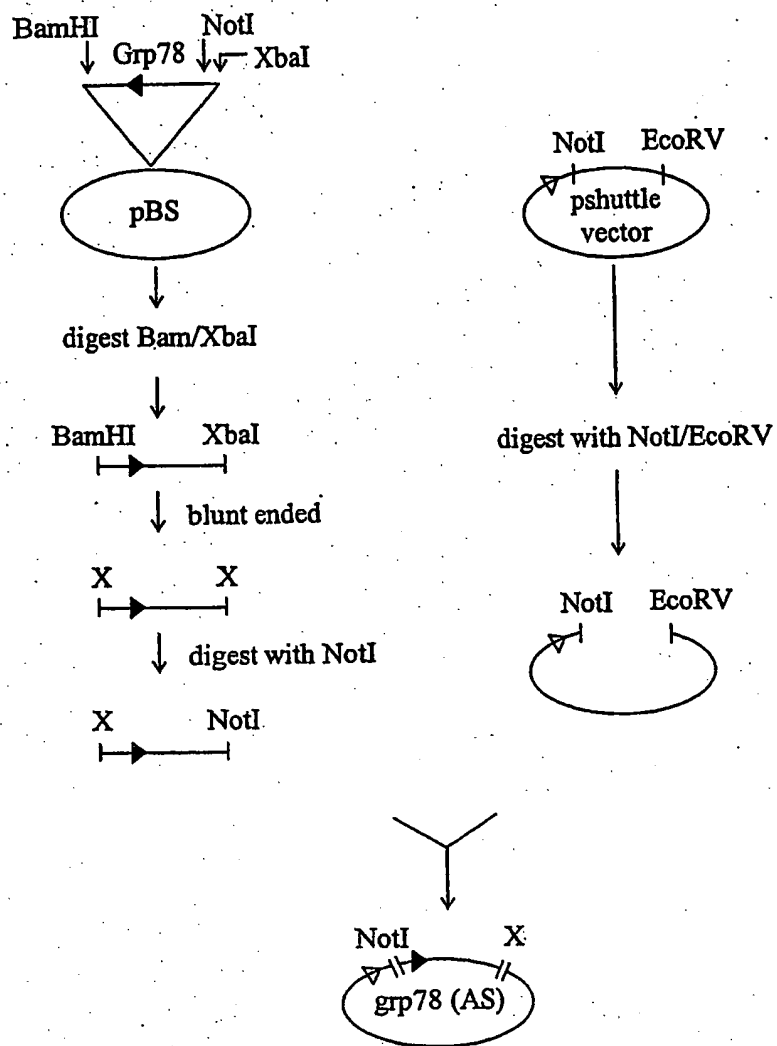 BamHI
NotI
Grp78
XbaI
pBS
digest Bam/XbaI
BamHI XbaI
blunt ended
X X
digest with NotI
X NotI
NotI EcoRV
pshuttle
vector
digest with NotI/EcoRV
NotI EcoRV
NotI X
grp78 (AS)